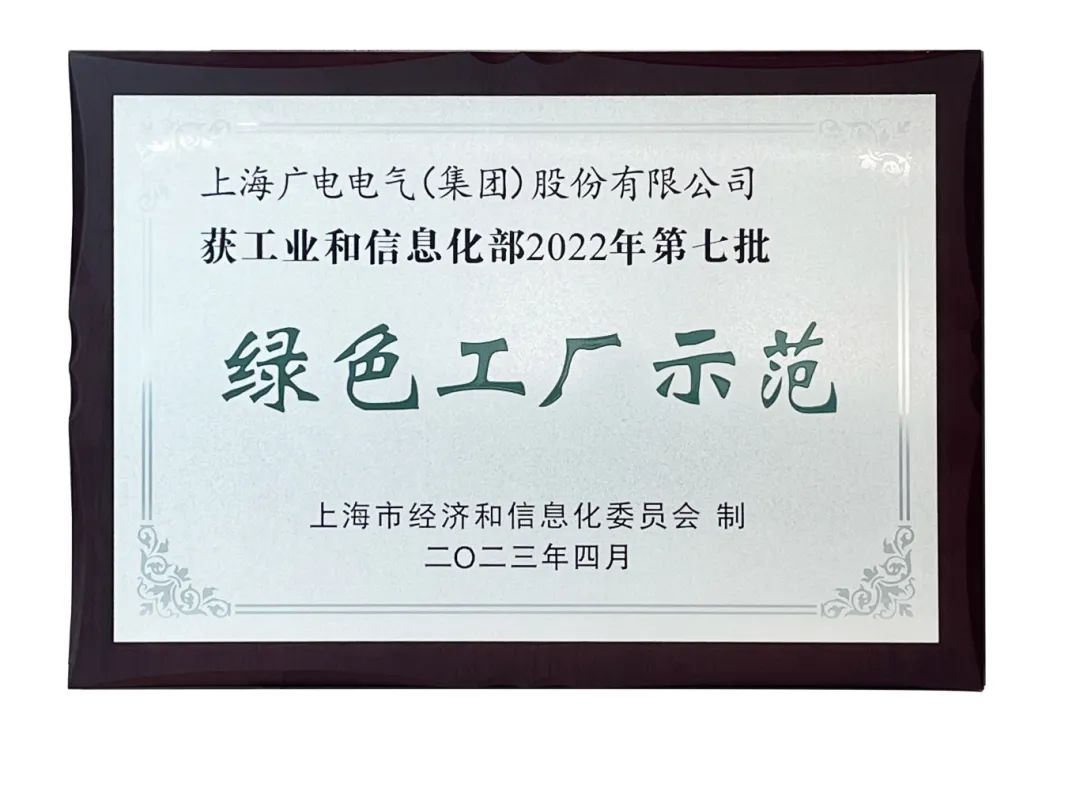 上海广电电气(集团)股份有限公司
获工业和信息化部2022年第七批
绿色工厂示范
上海市经济和信息化委员会 制
二〇二三年四月